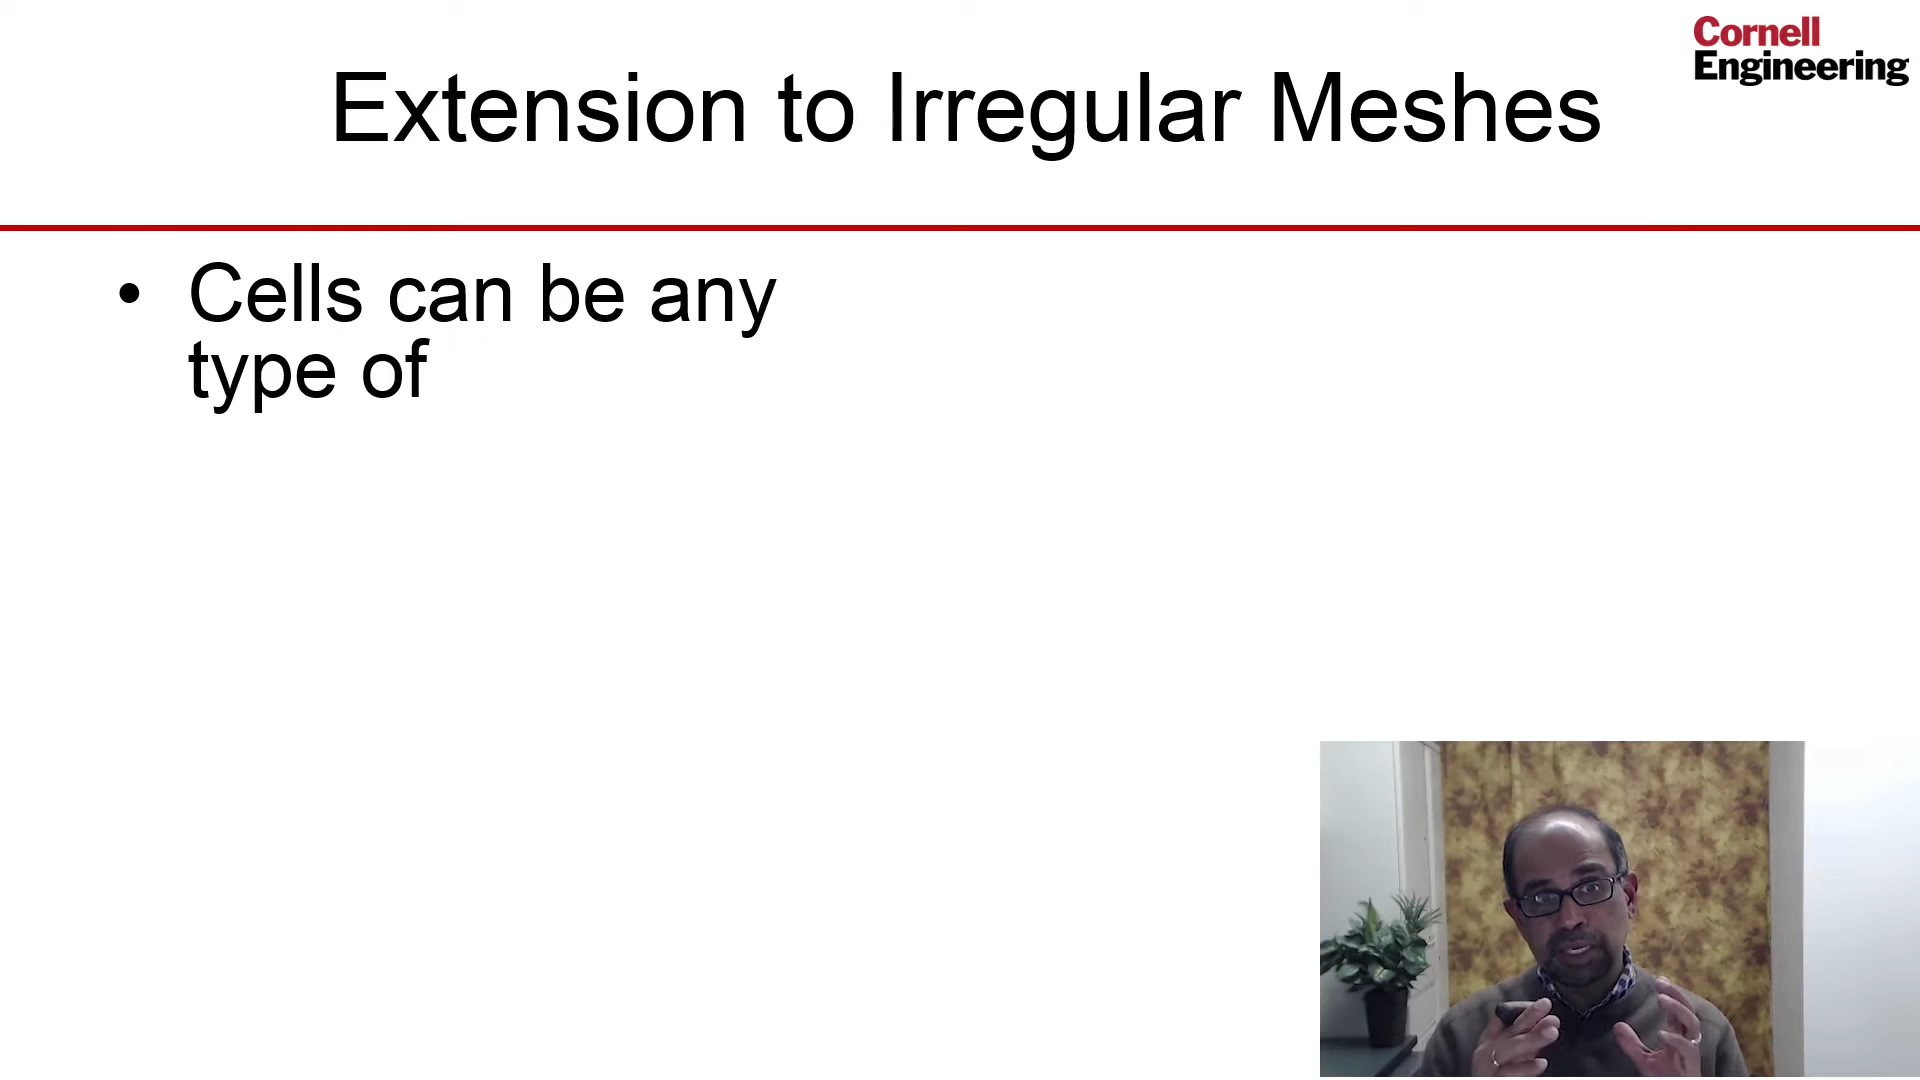 Cornell
Engineering
Extension to Irregular Meshes
• Cells can be any
type of